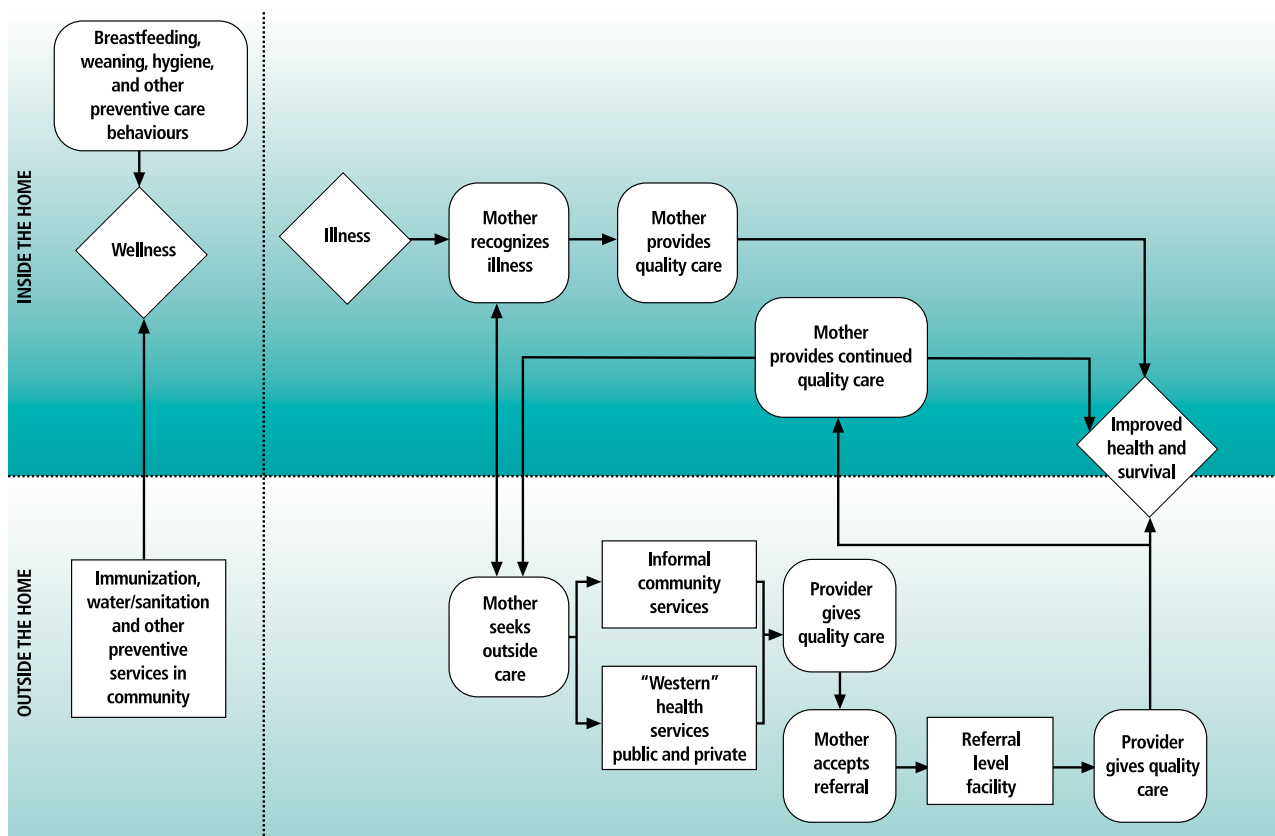 Breastfeeding,
weaning, hygiene,
and other
preventive care
behaviours
INSIDE THE HOME
Wellness
Illness
Mother
recognizes
illness
Mother
provides
quality care
Mother
provides continued
quality care
Improved
health and
survival
OUTSIDE THE HOME
Immunization,
water/sanitation
and other
preventive
services in
community
Mother
seeks
outside
care
Informal
community
services
“Western”
health
services
public and private
Provider
gives
quality care
Mother
accepts
referral
Referral
level
facility
Provider
gives quality
care